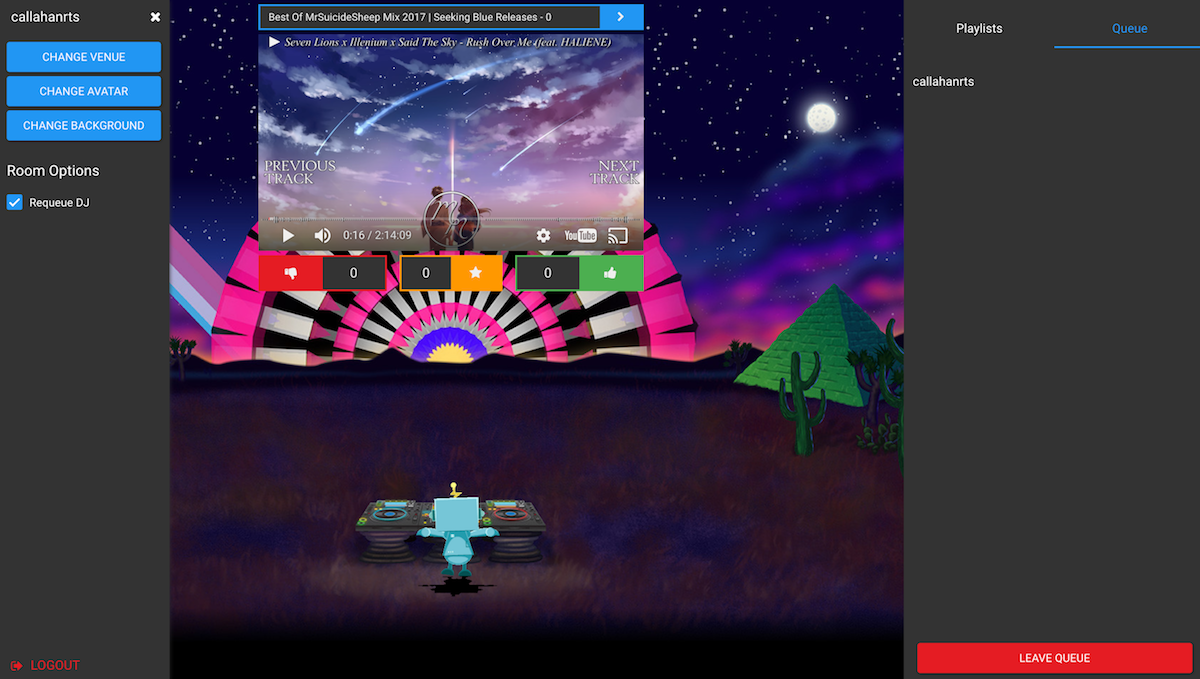 callahanrts
CHANGE VENUE
CHANGE AVATAR
CHANGE BACKGROUND
Room Options
Requeue DJ
LOGOUT
Best Of MrSuicideSheep Mix 2017 | Seeking Blue Releases - 0
Seven Lions x Illenium x Said The Sky - Rush Over Me (feat. HALIENE)
PREVIOUS
TRACK
NEXT
TRACK
0:16 / 2:14:09
YouTube
0
0
0
Playlists
Queue
callahanrts
LEAVE QUEUE